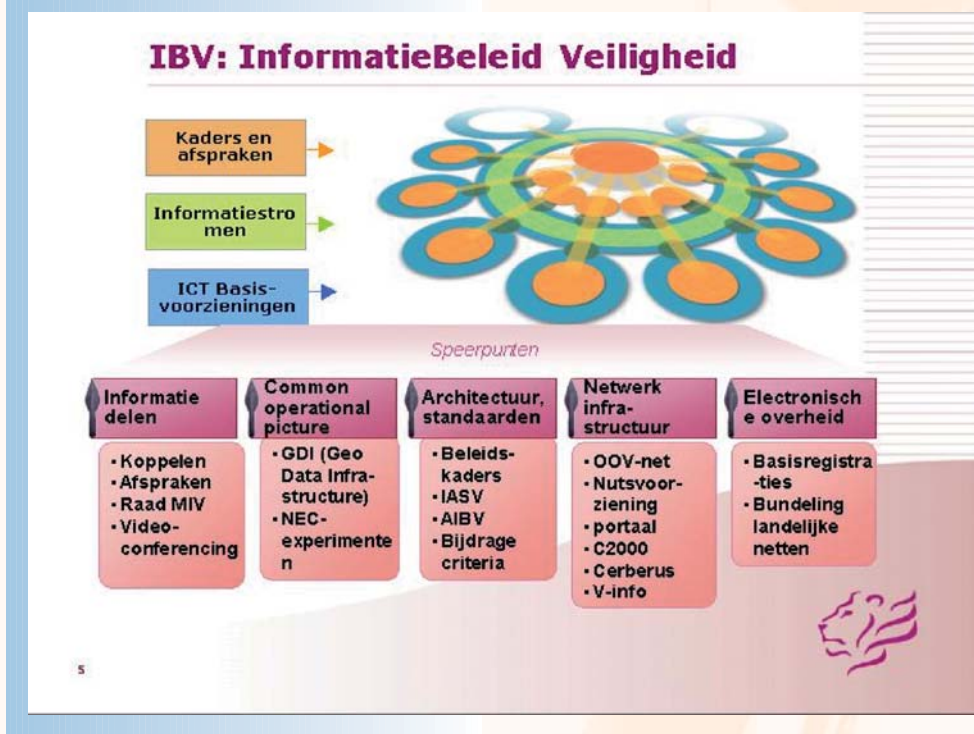 IBV: InformatieBeleid Veiligheid
Kaders en
afspraken
Informatiestro
men
ICT Basis-
voorzieningen
Speerpunten
Informatie
delen
• Koppelen
• Afspraken
• Raad MIV
• Video-
conferencing
Common
operational
picture
• GDI (Geo
Data Infra-
structure)
• NEC-
experimente
n
Architectuur,
standaarden
• Beleids-
kaders
• IASV
• AIBV
• Bijdrage
criteria
Netwerk
infra-
structuur
• OOV-net
• Nutsvoor-
ziening
• portaal
• C2000
• Cerberus
• V-info
Electronisch
e overheid
• Basisregistra
-ties
• Bundeling
landelijke
netten
5